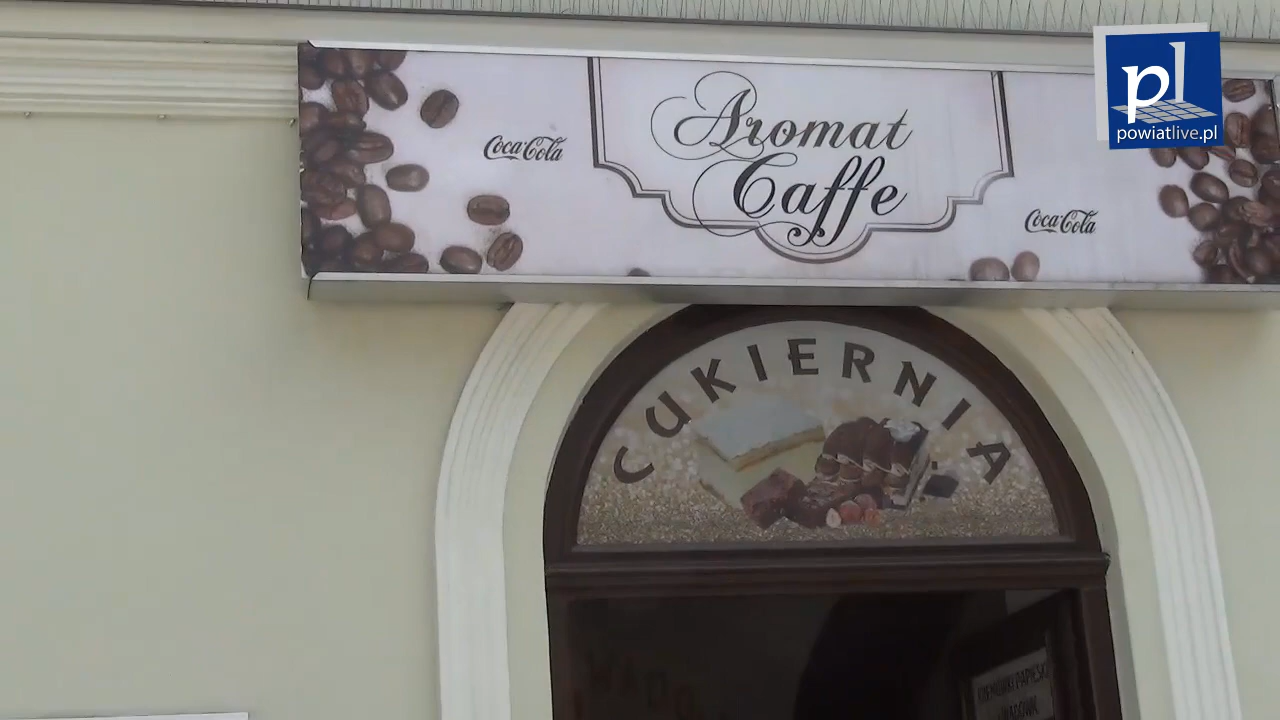 pl
powiatlive.pl
Aromat
Caffe
Coca-Cola
Coca-Cola
CUKIERNIA